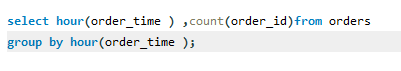 select hour(order_time ) ,count(order_id)from orders
group by hour(order_time );